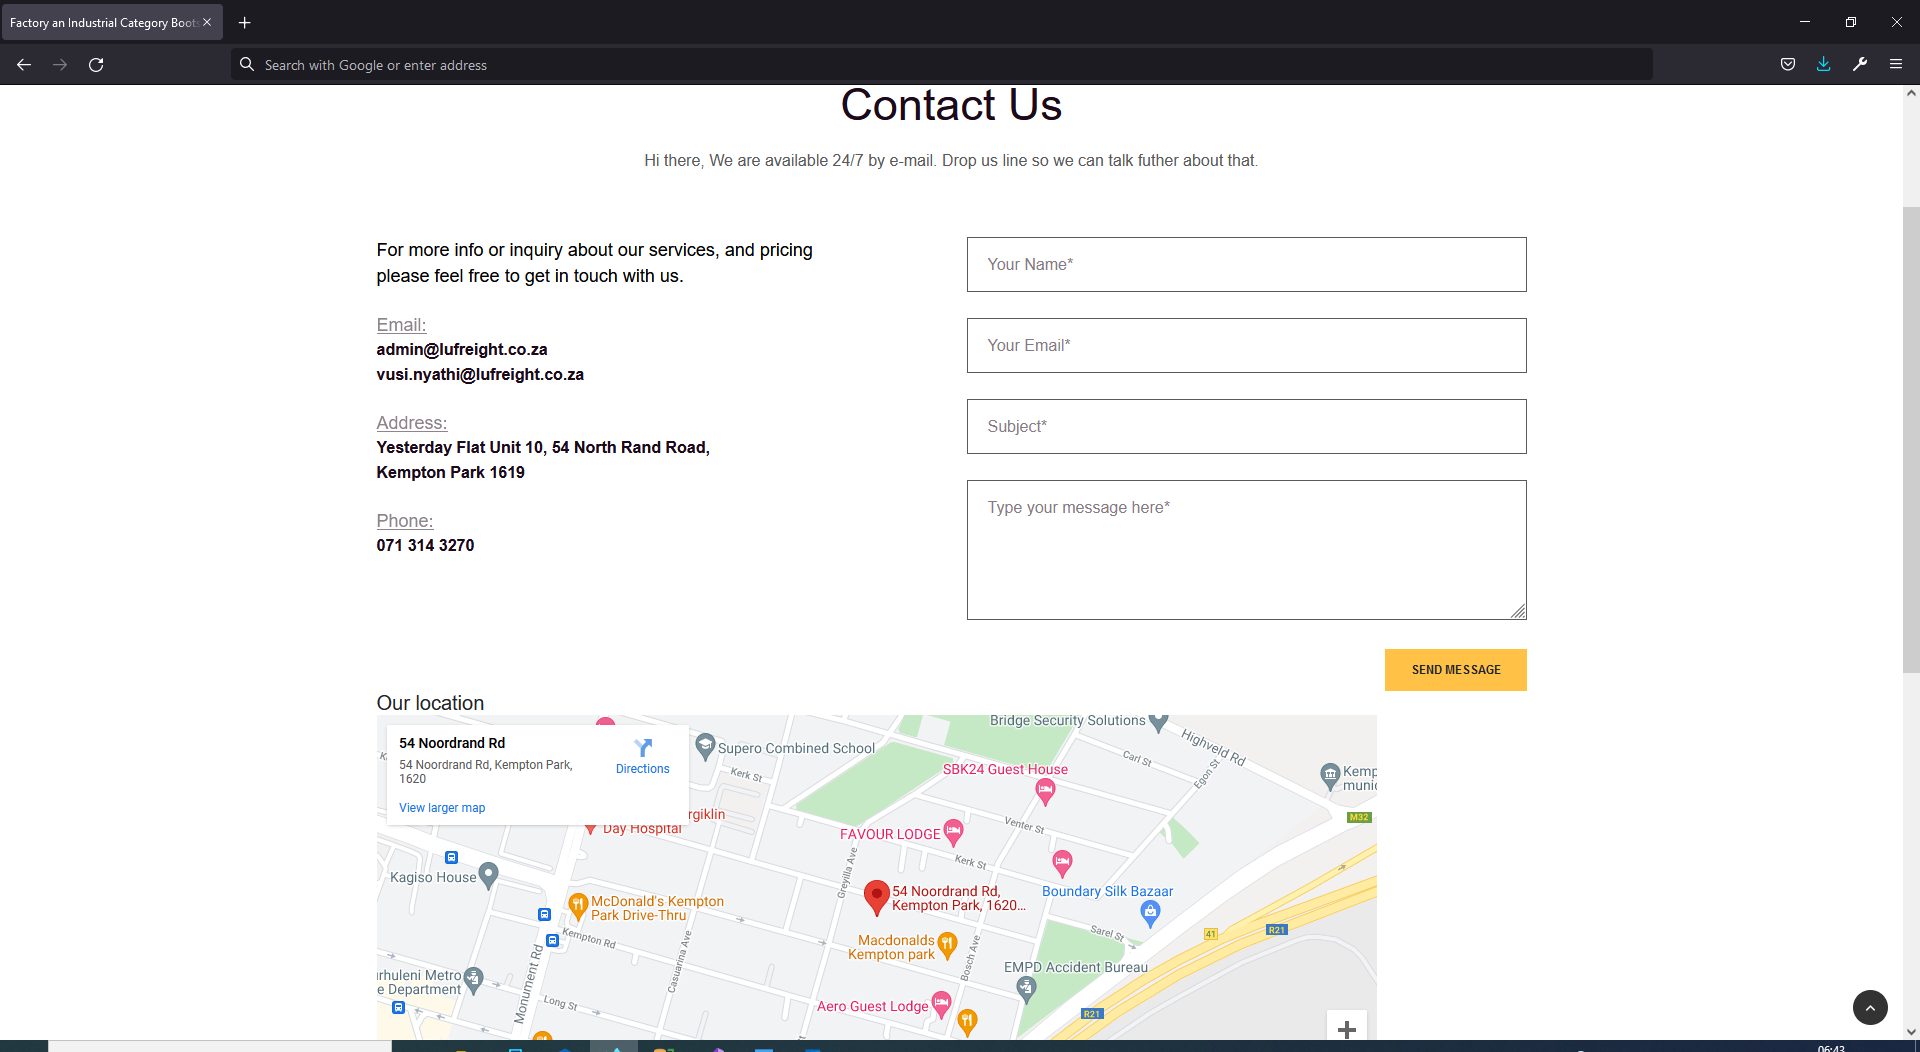 Factory an Industrial Category Boots
Search with Google or enter address
Contact Us
Hi there, We are available 24/7 by e-mail. Drop us line so we can talk futher about that.
For more info or inquiry about our services, and pricing
please feel free to get in touch with us.
Email:
admin@lufreight.co.za
vusi.nyathi@lufreight.co.za
Address:
Yesterday Flat Unit 10, 54 North Rand Road,
Kempton Park 1619
Phone:
071 314 3270
Your Name*
Your Email*
Subject*
Type your message here*
SEND MESSAGE
Our location
54 Noordrand Rd
54 Noordrand Rd, Kempton Park,
1620
Directions
View larger map
Supero Combined School
Kerk St
Bridge Security Solutions
Highveld Rd
Carl St
Egon St
SBK24 Guest House
Kemp
munic
M32
rgiklin
Day Hospital
FAVOUR LODGE
Venter St
Kerk St
Greyilla Ave
Kagiso House
McDonald's Kempton
Park Drive-Thru
54 Noordrand Rd,
Kempton Park, 1620...
Boundary Silk Bazaar
Kempton Rd
Macdonalds
Kempton park
Sarel St
41
R21
Casuarina Ave
Bosch Ave
EMPD Accident Bureau
Monument Rd
urhuleni Metro
e Department
Long St
Aero Guest Lodge
R21
06:43